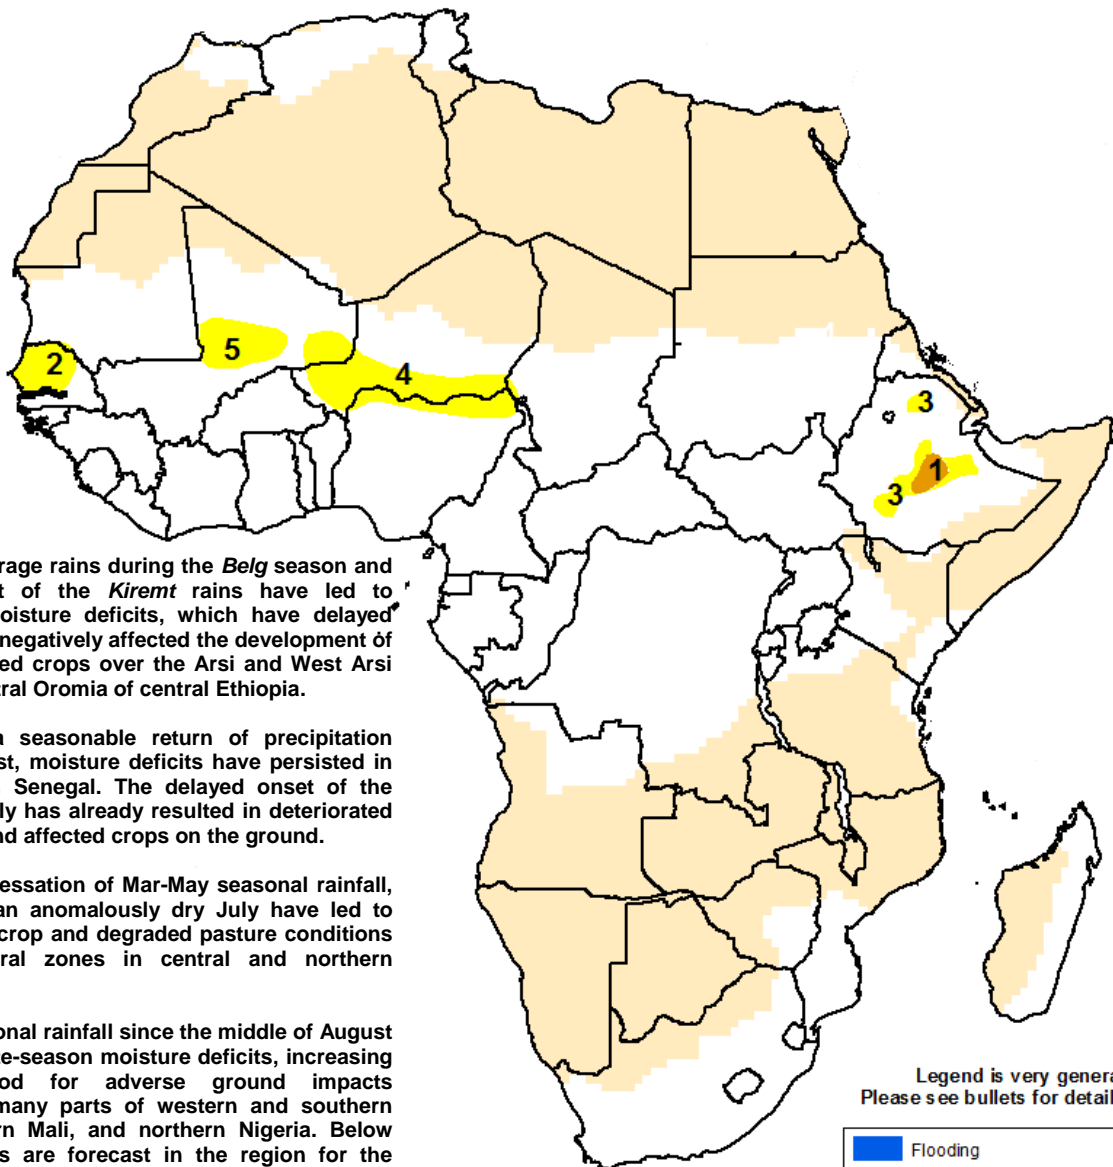 2
5
4
3
1
3
rage rains during the Belg season and
t of the Kiremt rains have led to
oisture deficits, which have delayed
negatively affected the development of
ed crops over the Arsi and West Arsi
tral Oromia of central Ethiopia.
a seasonable return of precipitation
st, moisture deficits have persisted in
s Senegal. The delayed onset of the
ly has already resulted in deteriorated
nd affected crops on the ground.
essation of Mar-May seasonal rainfall,
an anomalously dry July have led to
crop and degraded pasture conditions
ral zones in central and northern
onal rainfall since the middle of August
te-season moisture deficits, increasing
od for adverse ground impacts
many parts of western and southern
rn Mali, and northern Nigeria. Below
s are forecast in the region for the
Legend is very genera
Please see bullets for detail
Flooding